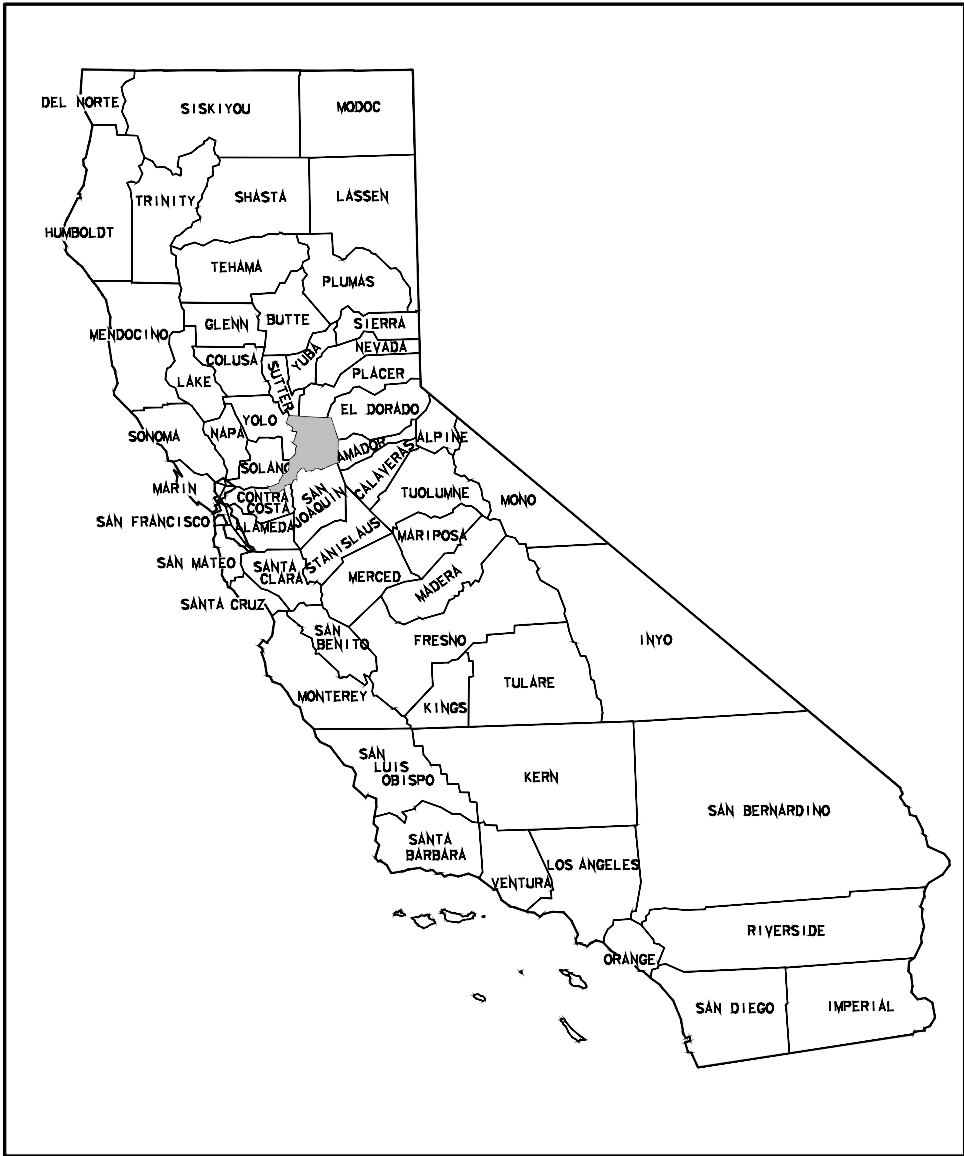 DEL NORTE
SISKIYOU
MODOC
TRINITY
SHASTA
LASSEN
HUMBOLDT
TEHAMA
PLUMAS
GLENN
BUTTE
SIERRA
MENDOCINO
COLUSA
YUBA
NEVADA
LAKE
SUTTER
PLACER
YOLO
EL DORADO
SONOMA
NAPA
AMADOR
ALPINE
SOLANO
CALAVERAS
MARIN
CONTRA
COSTA
SAN
JOAQUIN
TUOLUMNE
MONO
SAN FRANCISCO
ALAMEDA
STANISLAUS
MARIPOSA
SAN MATEO
SANTA
CLARA
MERCED
MADERA
SANTA CRUZ
SAN
BENITO
FRESNO
INYO
MONTEREY
KINGS
TULARE
SAN
LUIS
OBISPO
KERN
SAN BERNARDINO
SANTA
BARBARA
VENTURA
LOS ANGELES
RIVERSIDE
ORANGE
SAN DIEGO
IMPERIAL